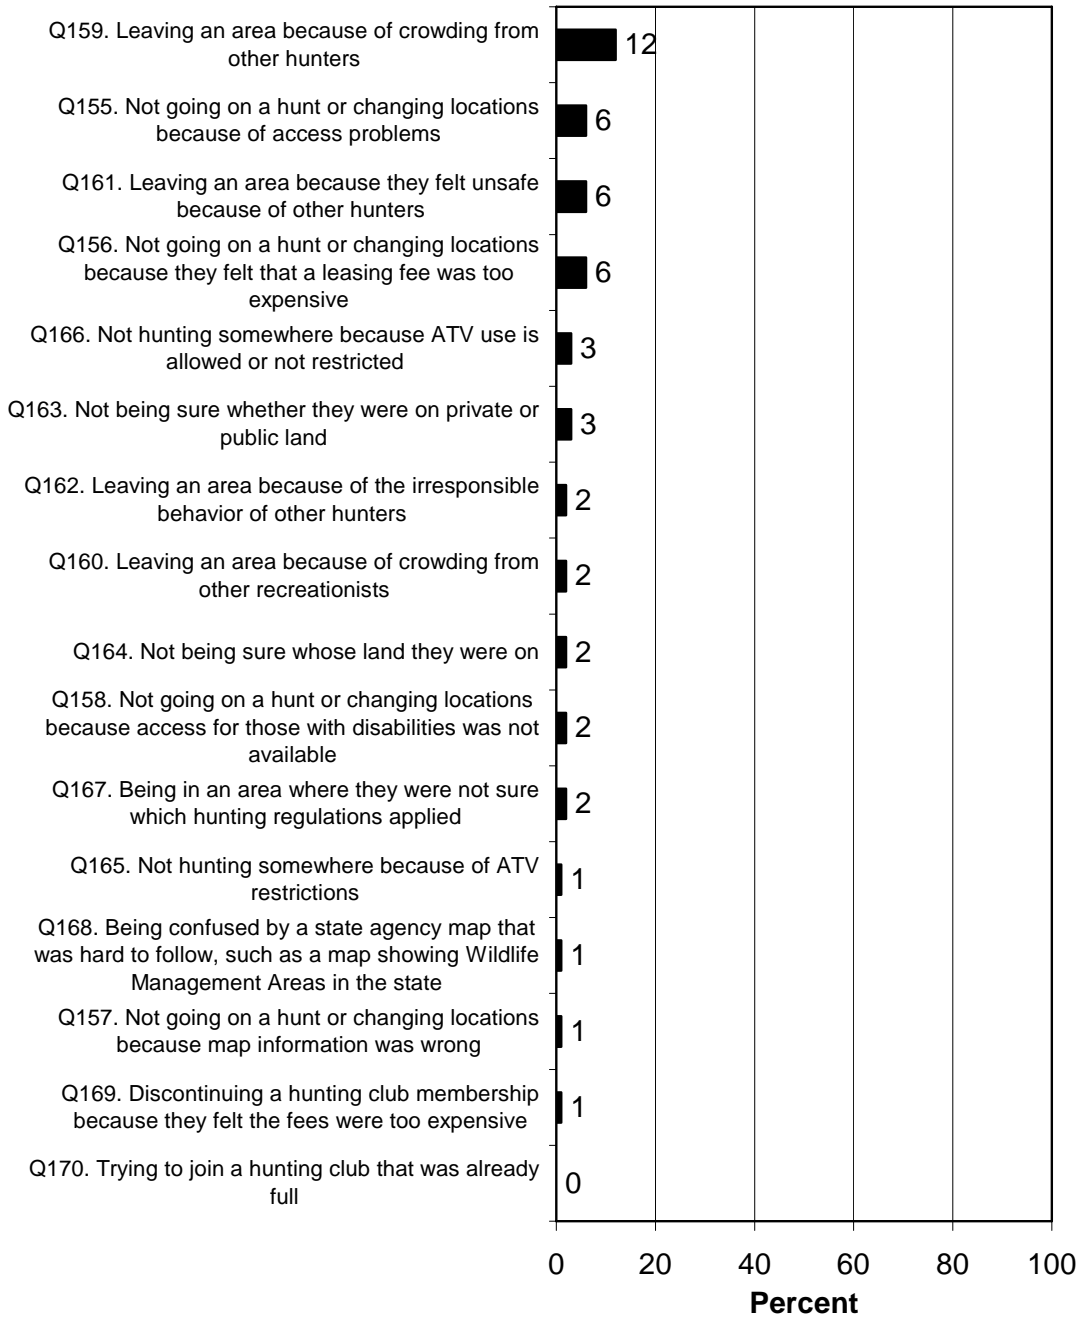 Q159. Leaving an area because of crowding from
other hunters
12
Q155. Not going on a hunt or changing locations
because of access problems
6
Q161. Leaving an area because they felt unsafe
because of other hunters
6
Q156. Not going on a hunt or changing locations
because they felt that a leasing fee was too
expensive
6
Q166. Not hunting somewhere because ATV use is
allowed or not restricted
3
Q163. Not being sure whether they were on private or
public land
3
Q162. Leaving an area because of the irresponsible
behavior of other hunters
2
Q160. Leaving an area because of crowding from
other recreationists
2
Q164. Not being sure whose land they were on
2
Q158. Not going on a hunt or changing locations
because access for those with disabilities was not
available
2
Q167. Being in an area where they were not sure
which hunting regulations applied
2
Q165. Not hunting somewhere because of ATV
restrictions
1
Q168. Being confused by a state agency map that
was hard to follow, such as a map showing Wildlife
Management Areas in the state
1
Q157. Not going on a hunt or changing locations
because map information was wrong
1
Q169. Discontinuing a hunting club membership
because they felt the fees were too expensive
1
Q170. Trying to join a hunting club that was already
full
0
0 20 40 60 80 100
Percent